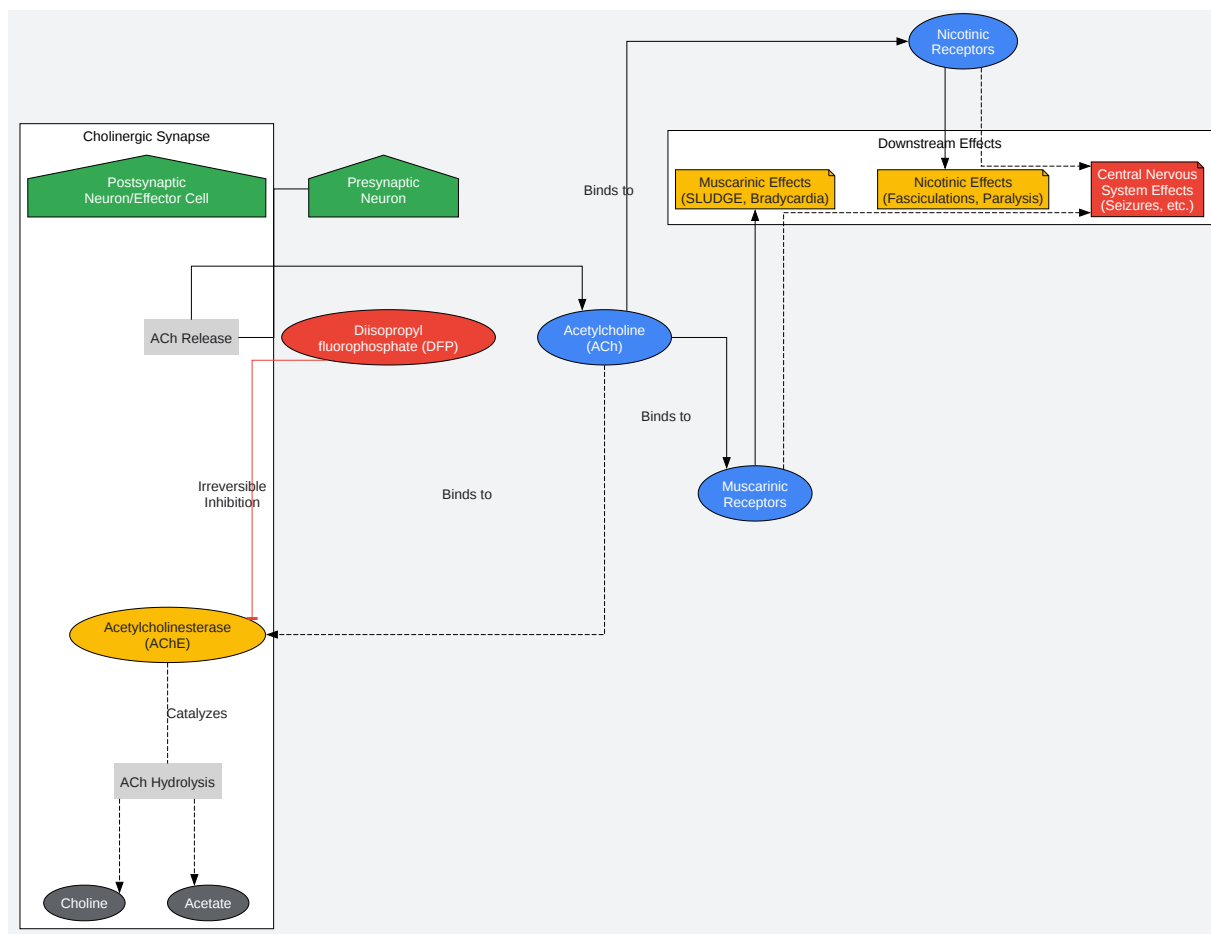 Nicotinic
Receptors
Cholinergic Synapse
Downstream Effects
Postsynaptic
Neuron/Effector Cell
Presynaptic
Neuron
Binds to
Muscarinic Effects
(SLUDGE, Bradycardia)
Nicotinic Effects
(Fasciculations, Paralysis)
Central Nervous
System Effects
(Seizures, etc.)
ACh Release
Diisopropyl
fluorophosphate (DFP)
Acetylcholine
(ACh)
Binds to
Irreversible
Inhibition
Binds to
Muscarinic
Receptors
Acetylcholinesterase
(AChE)
Catalyzes
ACh Hydrolysis
Choline
Acetate